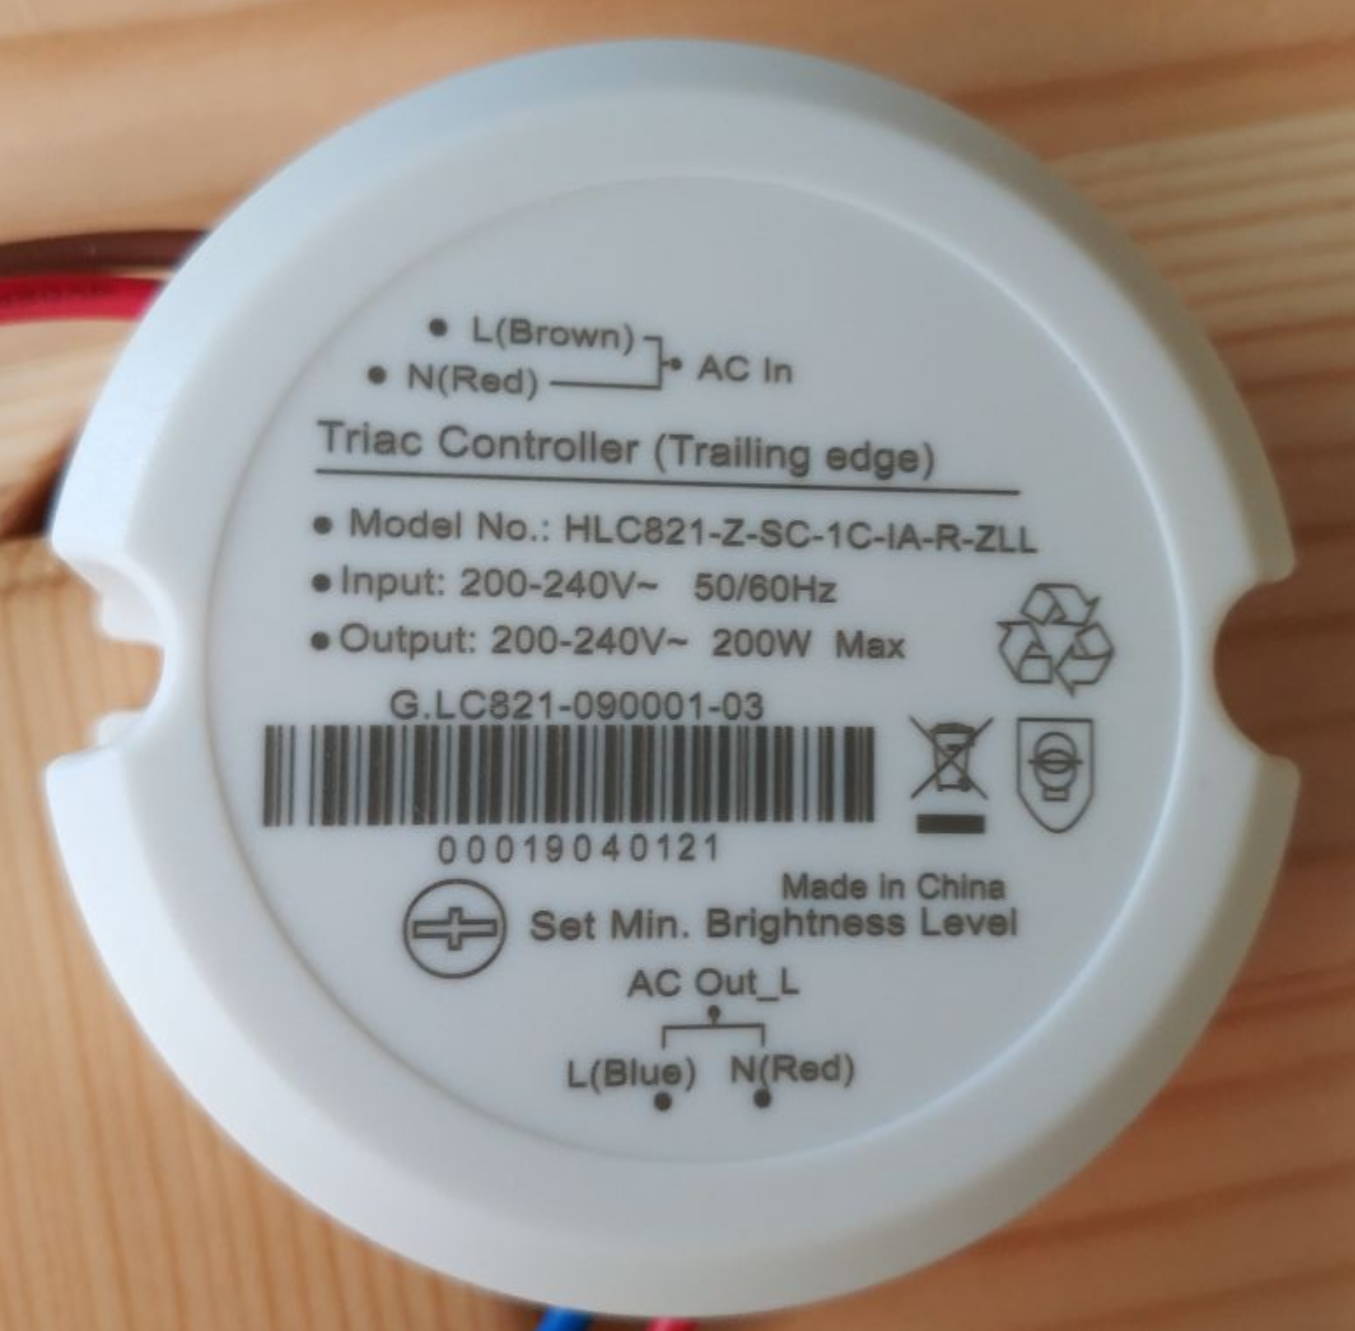 • L(Brown)
• N(Red)
• AC In
Triac Controller (Trailing edge)
• Model No.: HLC821-Z-SC-1C-IA-R-ZLL
• Input: 200-240V~ 50/60Hz
• Output: 200-240V~ 200W Max
G.LC821-090001-03
00019040121
Made in China
Set Min. Brightness Level
AC Out_L
L(Blue) N(Red)